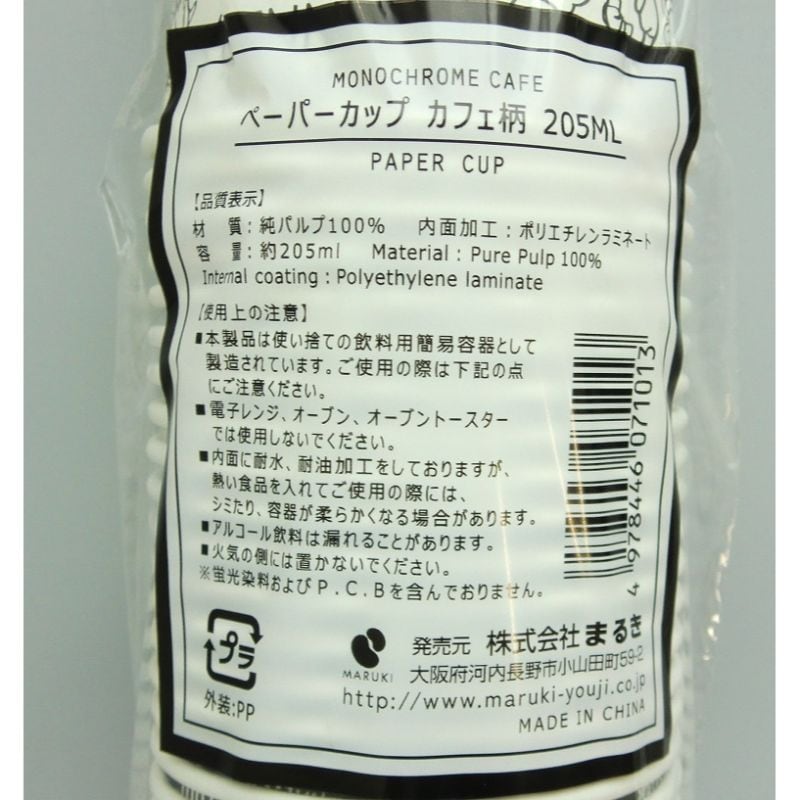 MONOCHROME CAFE
ペーパーカップ カフェ柄 205ML
PAPER CUP
【品質表示】
材 質：純パルプ100% 内面加工：ポリエチレンラミネート
容 量：約205ml Material : Pure Pulp 100%
Internal coating : Polyethylene laminate
【使用上の注意】
■本製品は使い捨ての飲料用簡易容器として
製造されています。ご使用の際は下記の点
にご注意ください。
■電子レンジ、オーブン、オーブントースター
では使用しないでください。
■内面に耐水、耐油加工をしておりますが、
熱い食品を入れてご使用の際には、
シミたり、容器が柔らかくなる場合があります。
■アルコール飲料は漏れることがあります。
■火気の側には置かないでください。
※蛍光染料およびP.C.Bを含んでおりません。
4 978446 071013
プラ
外装:PP
MARUKI
発売元 株式会社 まるき
大阪府河内長野市小山田町59-2
http://www.maruki-youji.co.jp
MADE IN CHINA